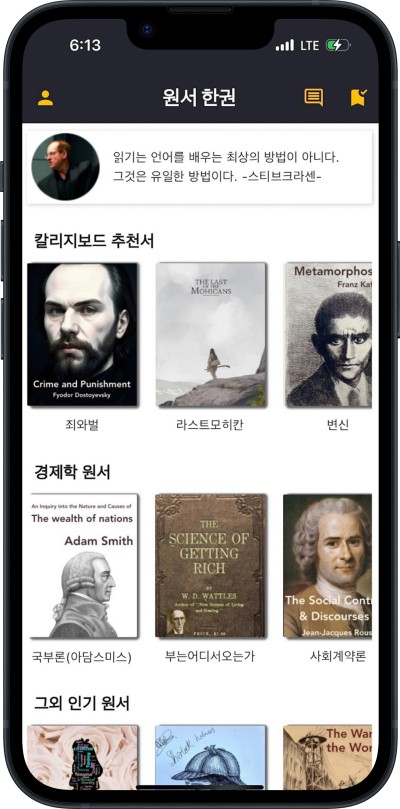 6:13
LTE
원서 한권
읽기는 언어를 배우는 최상의 방법이 아니다.
그것은 유일한 방법이다. -스티브크라센-
칼리지보드 추천서
Crime and Punishment
Fyodor Dostoyevsky
죄와벌
THE LAST
OF THE
MOHICANS
라스트모히칸
Metamorphos
Franz Kaf
변신
경제학 원서
An Inquiry into the Nature and Causes of
The wealth of nations
Adam Smith
국부론(아담스미스)
THE
SCIENCE OF
GETTING
RICH
BY
W. D. WATTLES
Author of "New Science of Living
and Healing."
PRICE, $1.00
부는어디서오는가
The Social Contr
& Discourses
Jean-Jacques Rous
사회계약론
그외 인기 원서
Sherlock Holmes
The War
the Wor